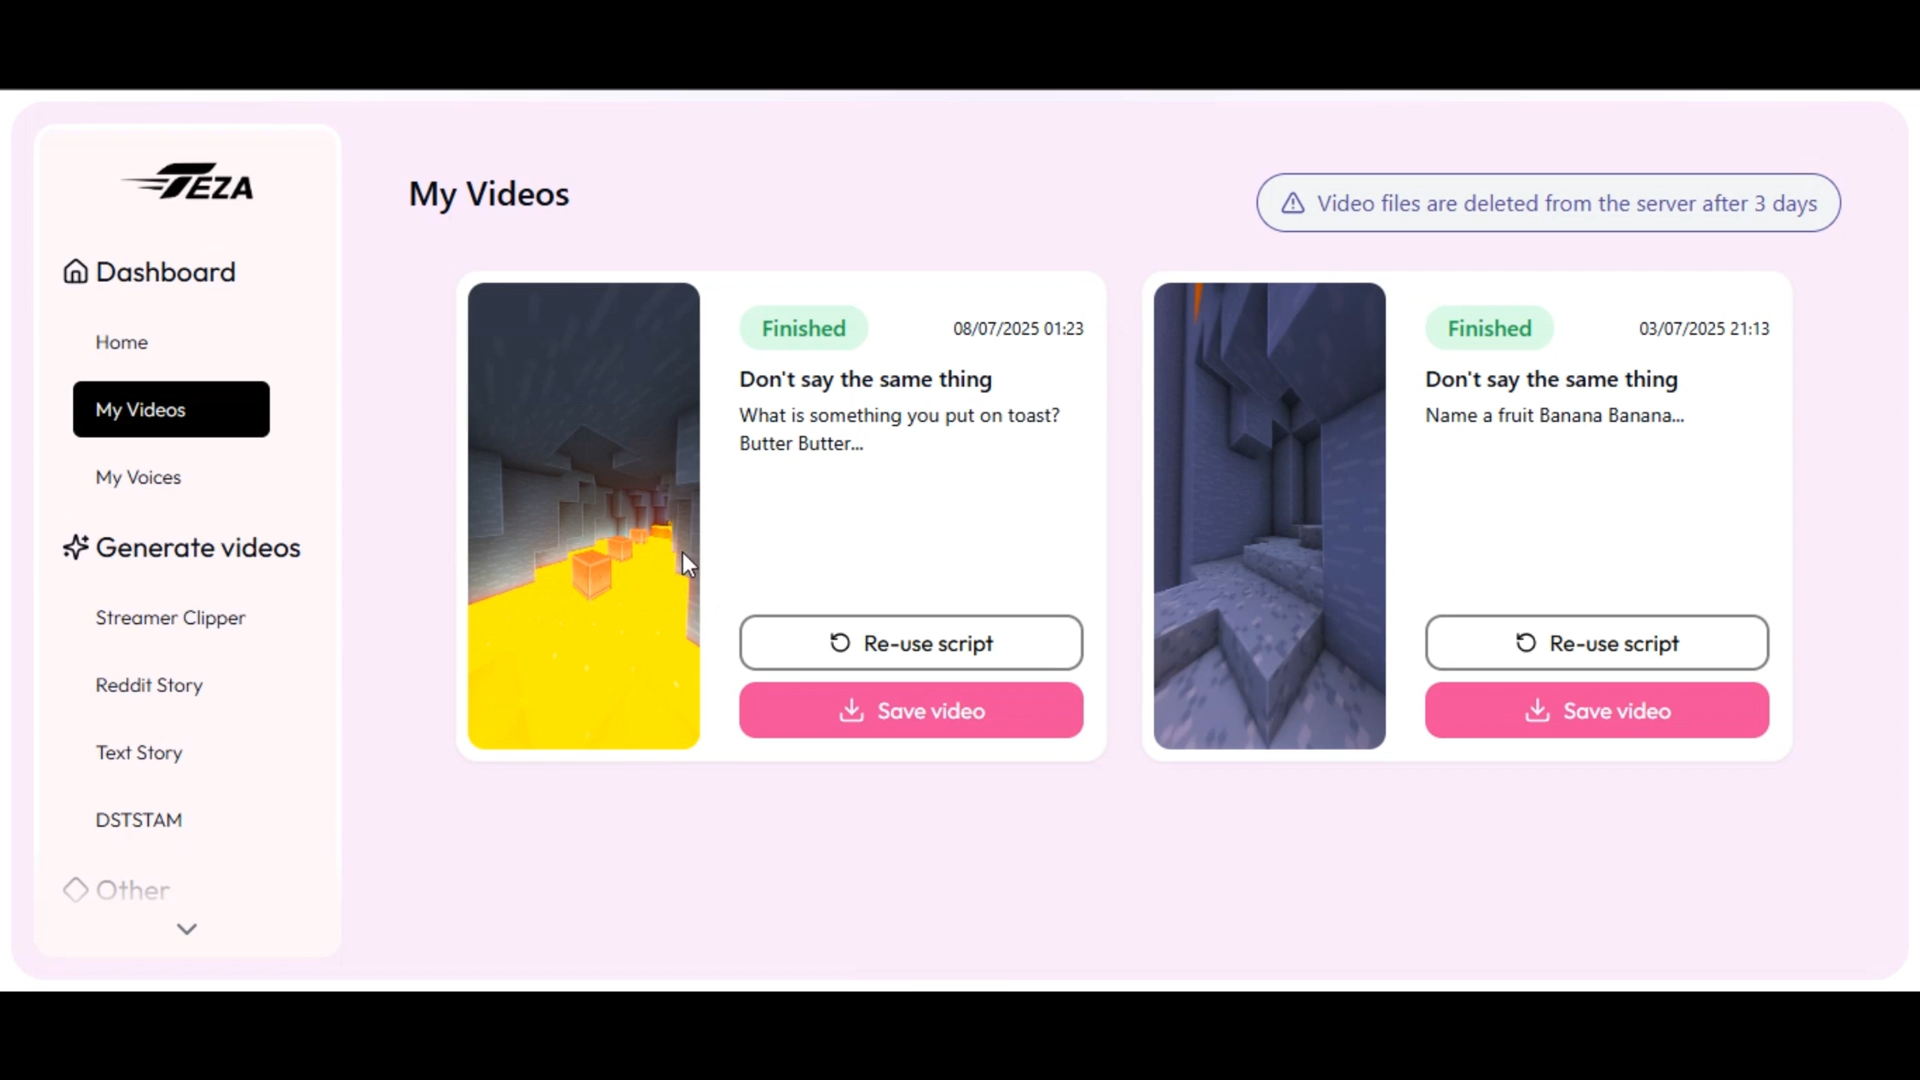 TEZA
Dashboard
Home
My Videos
My Voices
Generate videos
Streamer Clipper
Reddit Story
Text Story
DSTSTAM
Other
My Videos
Video files are deleted from the server after 3 days
Finished
08/07/2025 01:23
Don't say the same thing
What is something you put on toast?
Butter Butter...
Re-use script
Save video
Finished
03/07/2025 21:13
Don't say the same thing
Name a fruit Banana Banana...
Re-use script
Save video